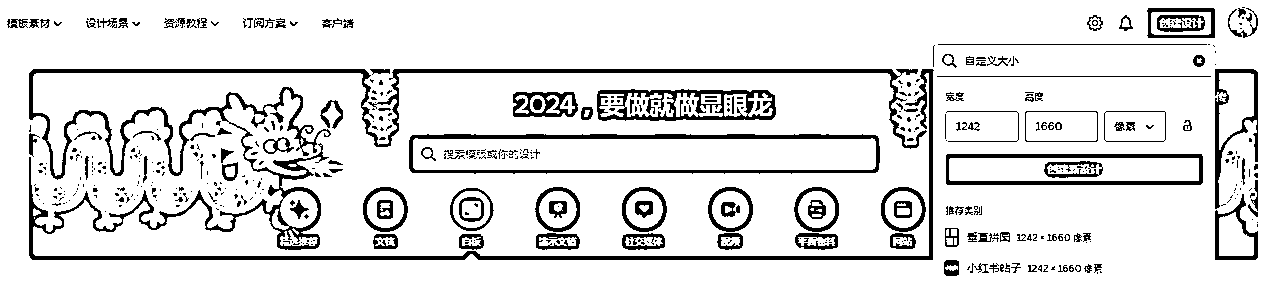 模板素材 设计场景 资源教程 订阅方案 客户端 创建设计
自定义大小
2024，要做就做显眼龙
宽度 高度
1242 1660 像素
搜索模板或你的设计
创建新设计
推荐类别
文档 白板 演示文稿 社交媒体 视频 平面物料 网站
垂直拼图 1242 × 1660 像素
小红书帖子 1242 × 1660 像素